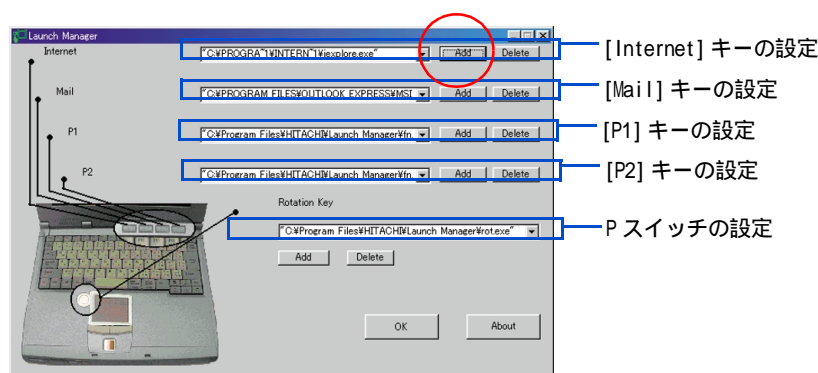 Launch Manager
Internet
"C:¥PROGRA~1¥INTERN~1¥iexplore.exe" Add Delete
[Internet] キーの設定
Mail
"C:¥PROGRAM FILES¥OUTLOOK EXPRESS¥MSI Add Delete
[Mail] キーの設定
P1
"C:¥Program Files¥HITACHI¥Launch Manager¥fn. Add Delete
[P1] キーの設定
P2
"C:¥Program Files¥HITACHI¥Launch Manager¥fn. Add Delete
[P2] キーの設定
Rotation Key
"C:¥Program Files¥HITACHI¥Launch Manager¥rot.exe"
P スイッチの設定
Add Delete
OK About